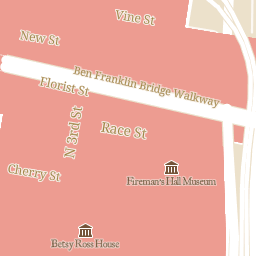 Vine St
New St
Ben Franklin Bridge Walkway
Florist St
N 3rd St
Race St
Cherry St
Fireman's Hall Museum
Betsy Ross House